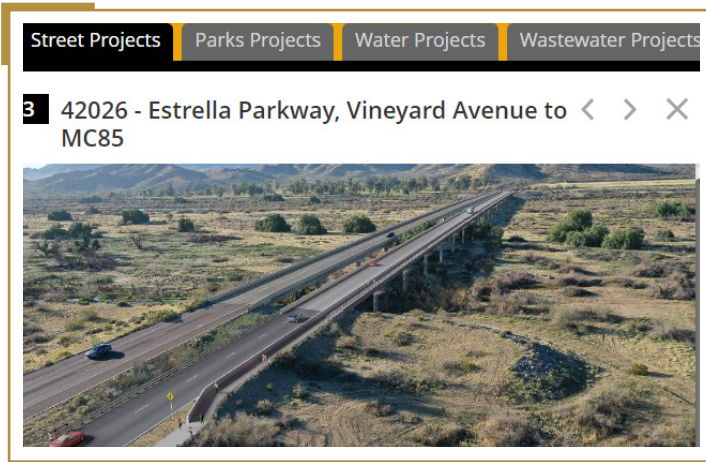 Street Projects
Parks Projects
Water Projects
Wastewater Projects
3 42026 - Estrella Parkway, Vineyard Avenue to
MC85